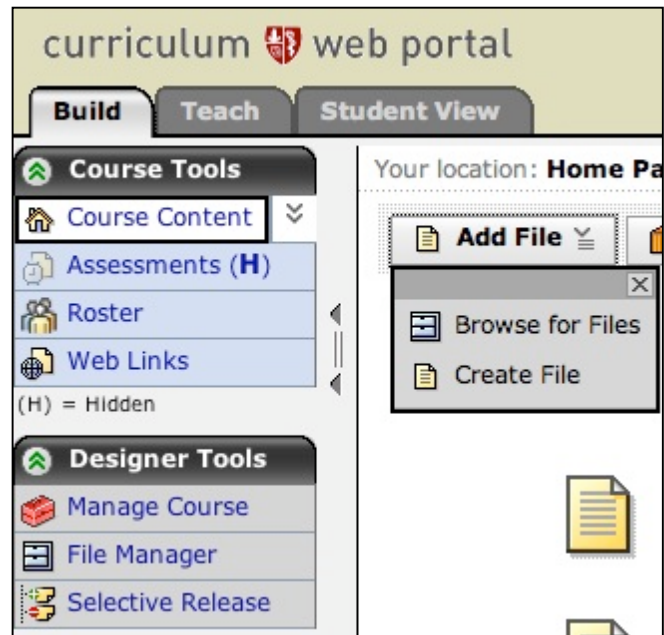 curriculum web portal
Build Teach Student View
Course Tools
Course Content
Assessments (H)
Roster
Web Links
(H) = Hidden
Designer Tools
Manage Course
File Manager
Selective Release
Your location: Home Pa
Add File
Browse for Files
Create File